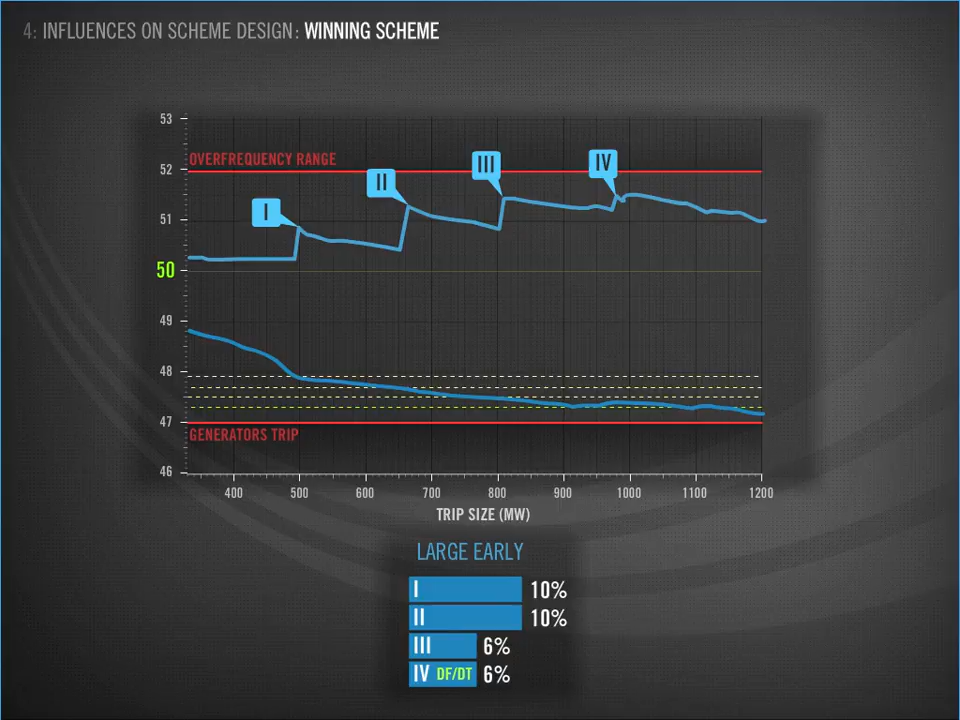 4: INFLUENCES ON SCHEME DESIGN: WINNING SCHEME
53
OVERFREQUENCY RANGE
52
I
II
III
IV
51
50
49
48
47
GENERATORS TRIP
46
400 500 600 700 800 900 1000 1100 1200
TRIP SIZE (MW)
LARGE EARLY
I 10%
II 10%
III 6%
IV DF/DT 6%